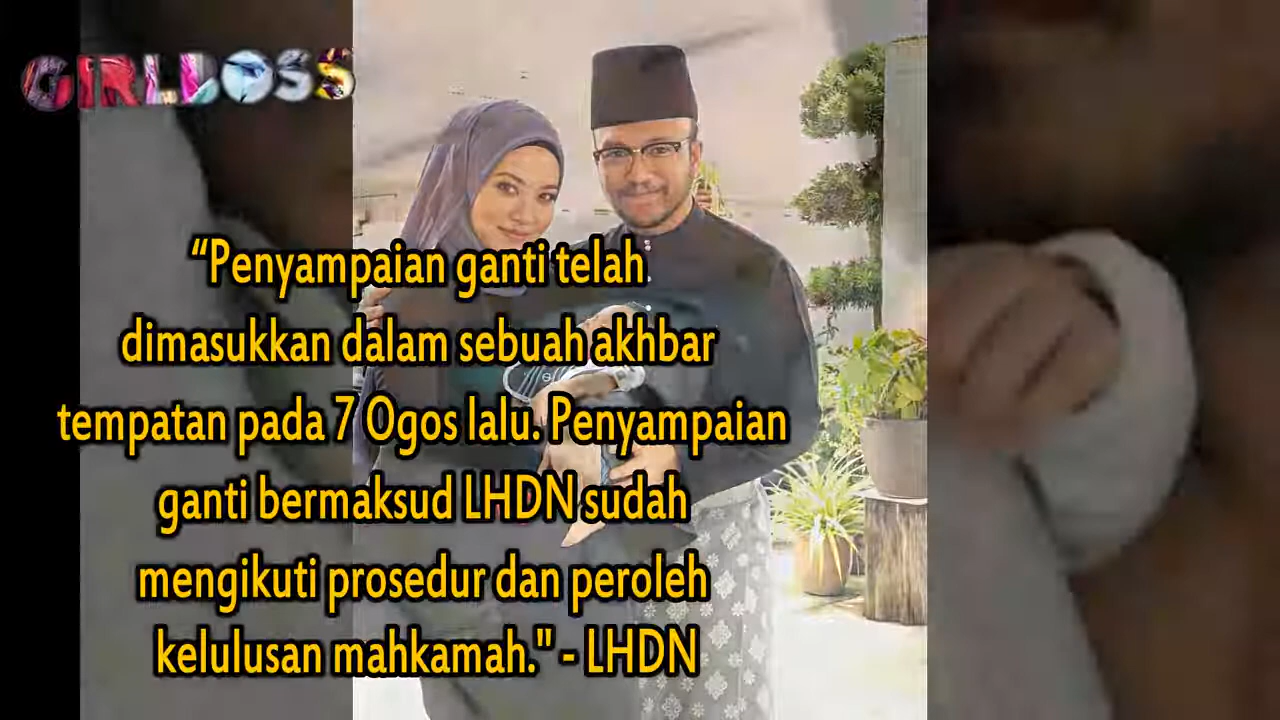 GIRLBOSS
“Penyampaian ganti telah
dimasukkan dalam sebuah akhbar
tempatan pada 7 Ogos lalu. Penyampaian
ganti bermaksud LHDN sudah
mengikuti prosedur dan peroleh
kelulusan mahkamah." - LHDN